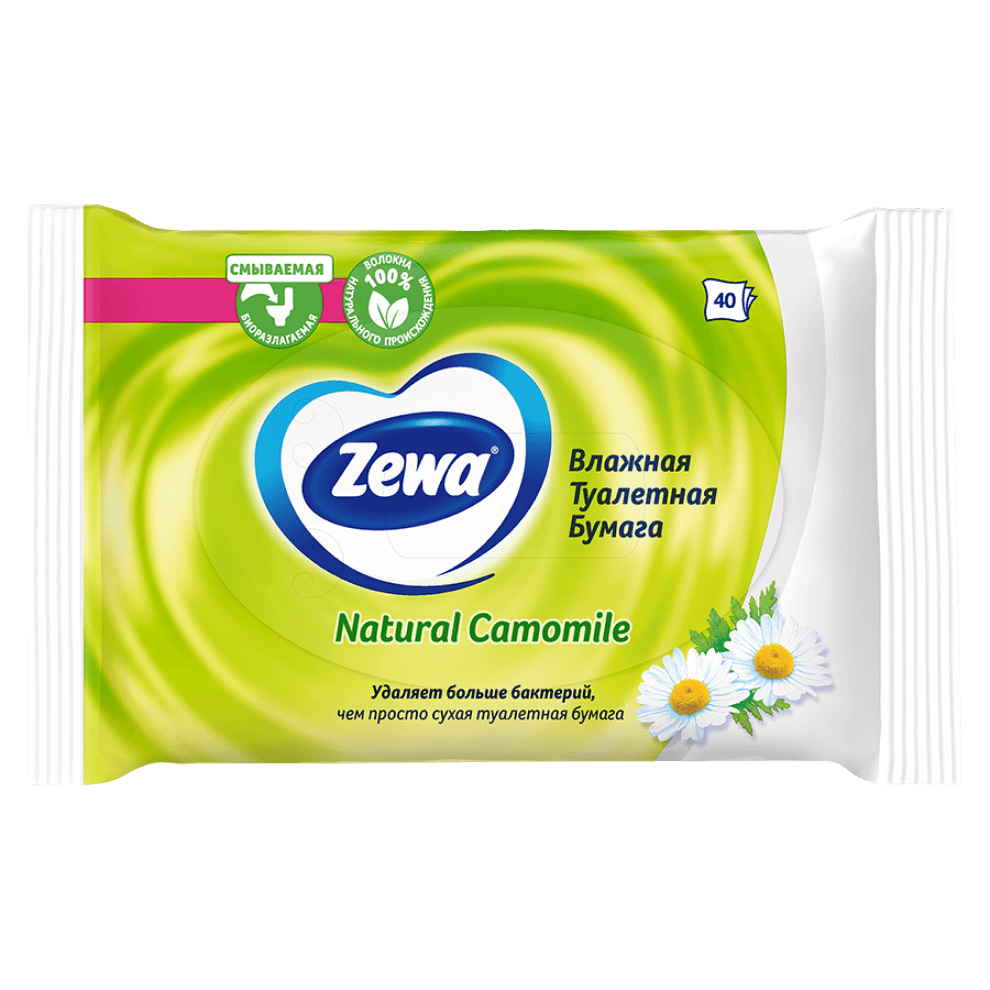 СМЫВАЕМАЯ
БИОРАЗЛАГАЕМАЯ
ВОЛОКНА
100%
НАТУРАЛЬНОГО ПРОИСХОЖДЕНИЯ
40
Zewa®
Влажная
Туалетная
Бумага
Natural Camomile
Удаляет больше бактерий,
чем просто сухая туалетная бумага